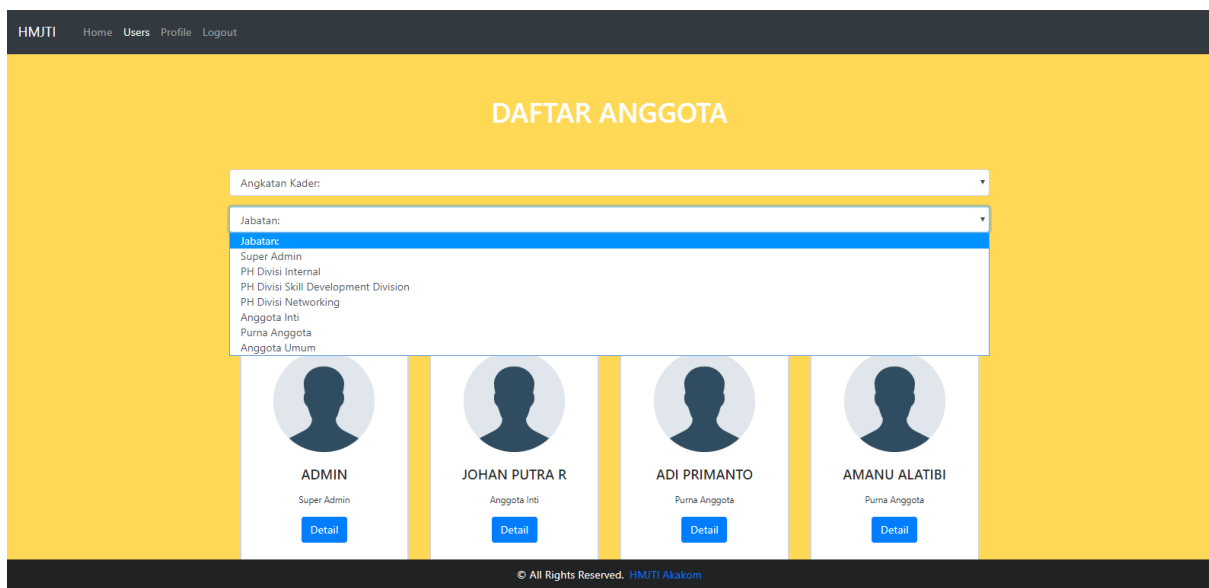 HMJTI Home Users Profile Logout
DAFTAR ANGGOTA
Angkatan Kader:
Jabatan:
Jabatan:
Super Admin
PH Divisi Internal
PH Divisi Skill Development Division
PH Divisi Networking
Anggota Inti
Purna Anggota
Anggota Umum
ADMIN JOHAN PUTRA R ADI PRIMANTO AMANU ALATIBI
Super Admin Anggota Inti Purna Anggota Purna Anggota
Detail Detail Detail Detail
© All Rights Reserved. HMJTI Akakom